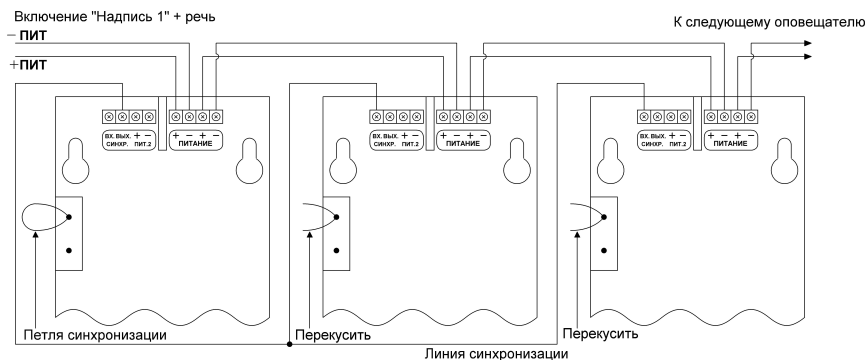 Включение "Надпись 1" + речь
К следующему оповещателю
− ПИТ
+ПИТ
ВХ. ВЫХ. + −
СИНХР. ПИТ.2
+ − + −
ПИТАНИЕ
ВХ. ВЫХ. + −
СИНХР. ПИТ.2
+ − + −
ПИТАНИЕ
ВХ. ВЫХ. + −
СИНХР. ПИТ.2
+ − + −
ПИТАНИЕ
Петля синхронизации
Перекусить
Перекусить
Линия синхронизации